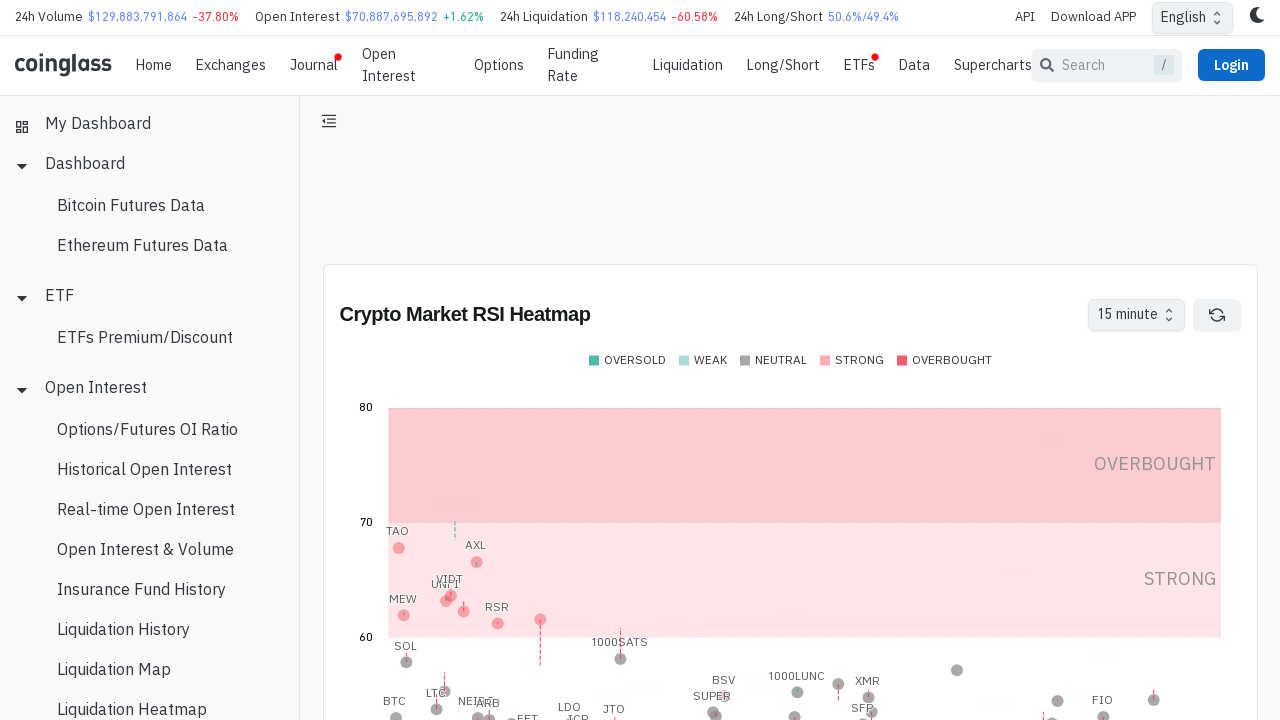 24h Volume $129,883,791,864 -37.80% Open Interest $70,887,695,892 +1.62% 24h Liquidation $118,240,454 -60.58% 24h Long/Short 50.6%/49.4% API Download APP English
coinglass Home Exchanges Journal Open Interest Options Funding Rate Liquidation Long/Short ETFs Data Supercharts Search / Login
My Dashboard
Dashboard
Bitcoin Futures Data
Ethereum Futures Data
ETF
ETFs Premium/Discount
Open Interest
Options/Futures OI Ratio
Historical Open Interest
Real-time Open Interest
Open Interest & Volume
Insurance Fund History
Liquidation History
Liquidation Map
Liquidation Heatmap
Crypto Market RSI Heatmap 15 minute
OVERSOLD WEAK NEUTRAL STRONG OVERBOUGHT
80
OVERBOUGHT
70
TAO
AXL
VIDT
STRONG
MEW
RSR
60
1000SATS
SOL
1000LUNC
BSV
XMR
LTC
SUPER
BTC
ARB
FIO
LDO
JTO
SFP
FET
ICP